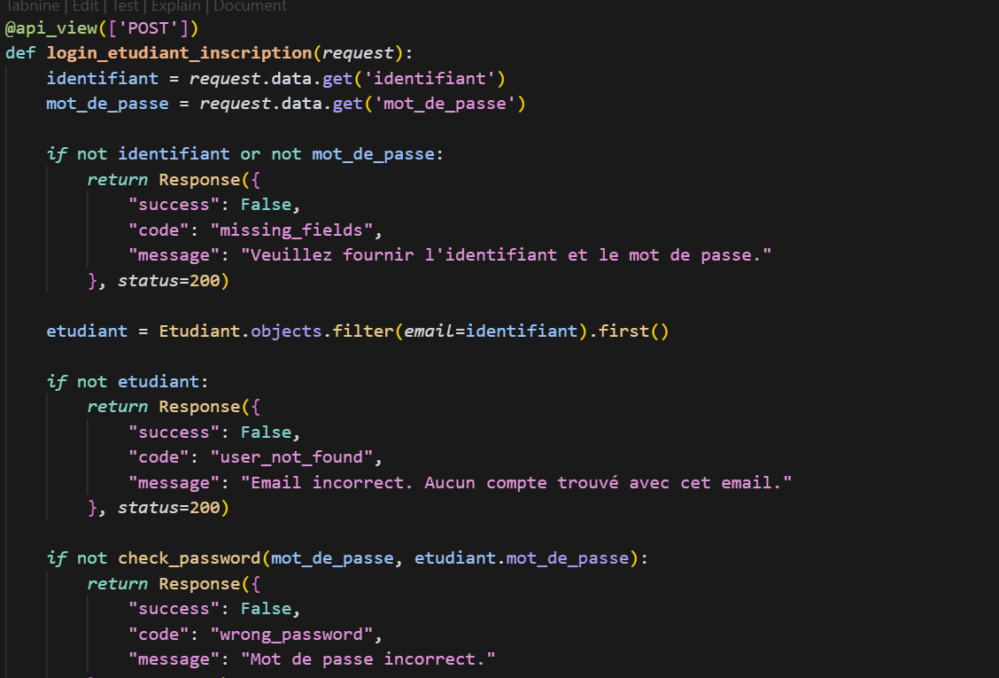 Tabnine | Edit | Test | Explain | Document
@api_view(['POST'])
def login_etudiant_inscription(request):
    identifiant = request.data.get('identifiant')
    mot_de_passe = request.data.get('mot_de_passe')
    if not identifiant or not mot_de_passe:
        return Response({
            "success": False,
            "code": "missing_fields",
            "message": "Veuillez fournir l'identifiant et le mot de passe."
        }, status=200)
    etudiant = Etudiant.objects.filter(email=identifiant).first()
    if not etudiant:
        return Response({
            "success": False,
            "code": "user_not_found",
            "message": "Email incorrect. Aucun compte trouvé avec cet email."
        }, status=200)
    if not check_password(mot_de_passe, etudiant.mot_de_passe):
        return Response({
            "success": False,
            "code": "wrong_password",
            "message": "Mot de passe incorrect."